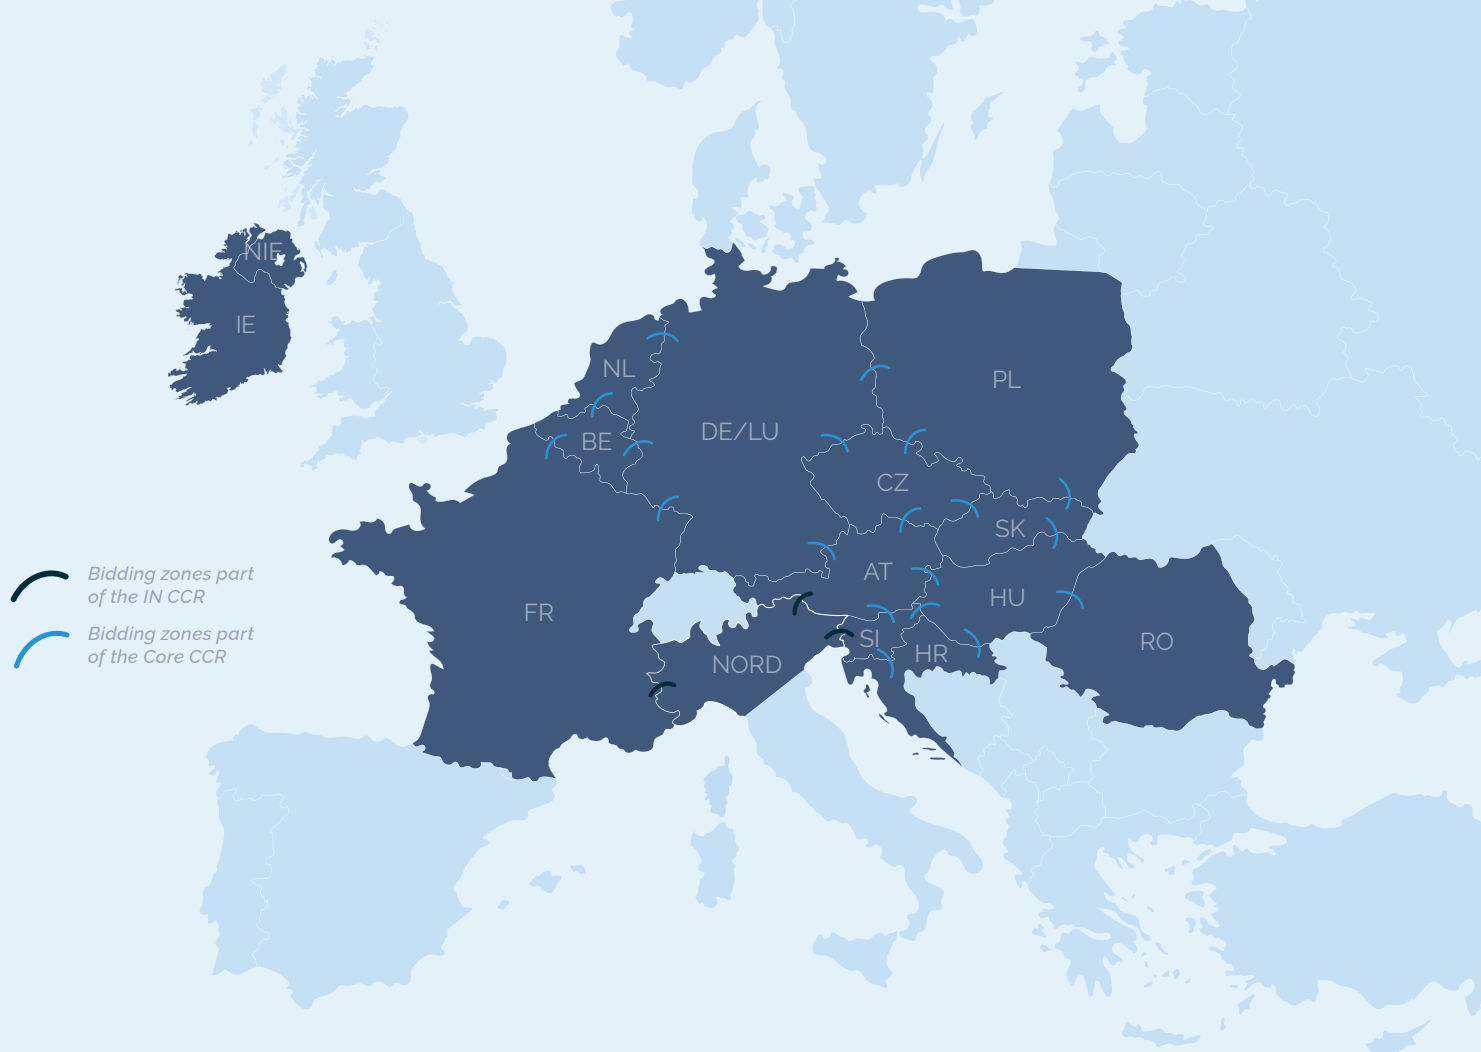 NIE
IE
NL
PL
BE
DE/LU
CZ
SK
AT
HU
FR
SI
HR
RO
NORD
Bidding zones part
of the IN CCR
Bidding zones part
of the Core CCR